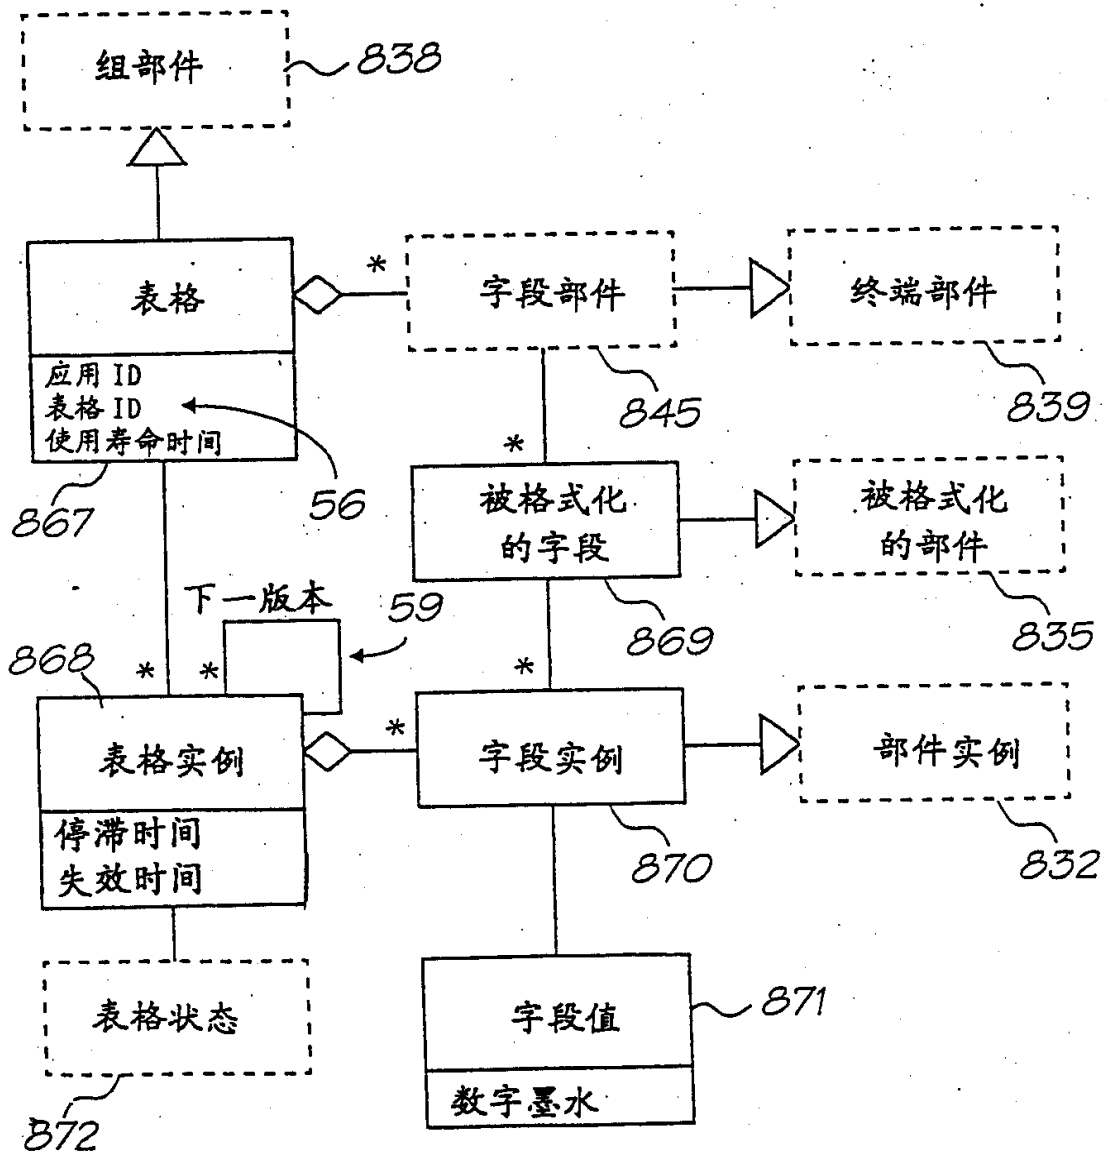 组部件
838
表格
*
字段部件
终端部件
应用ID
表格ID
使用寿命时间
845
839
867
56
*
被格式化
的字段
被格式化
的部件
下一版本
59
869
835
868
*
*
*
表格实例
*
字段实例
部件实例
停滞时间
失效时间
870
832
表格状态
字段值
871
数字墨水
872